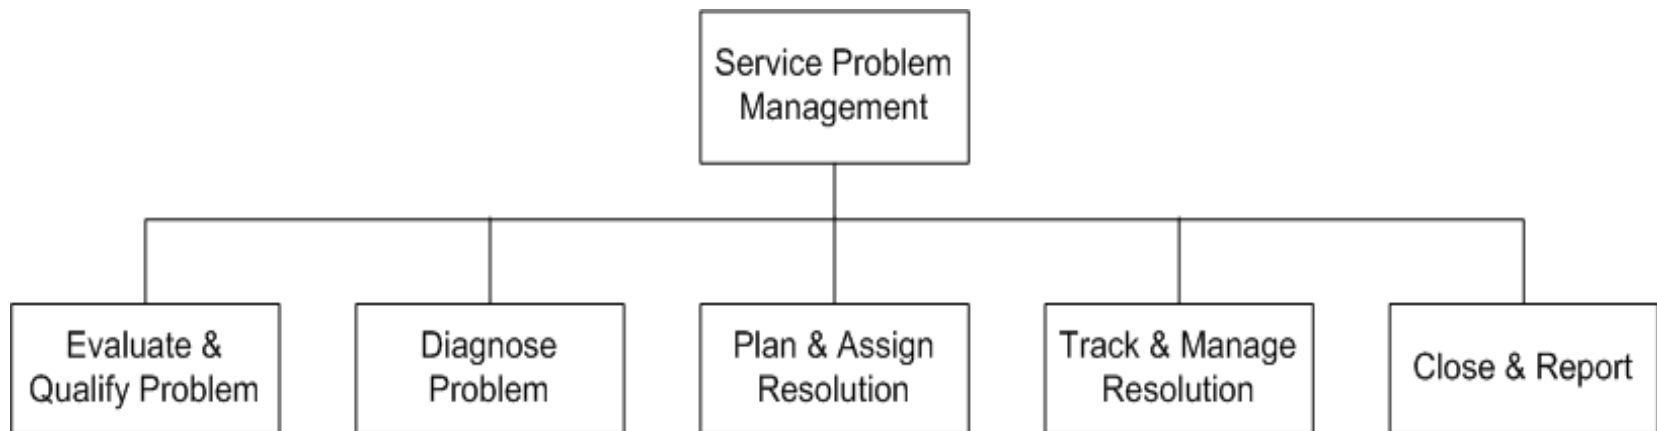 Service Problem
Management
Evaluate &
Qualify Problem
Diagnose
Problem
Plan & Assign
Resolution
Track & Manage
Resolution
Close & Report